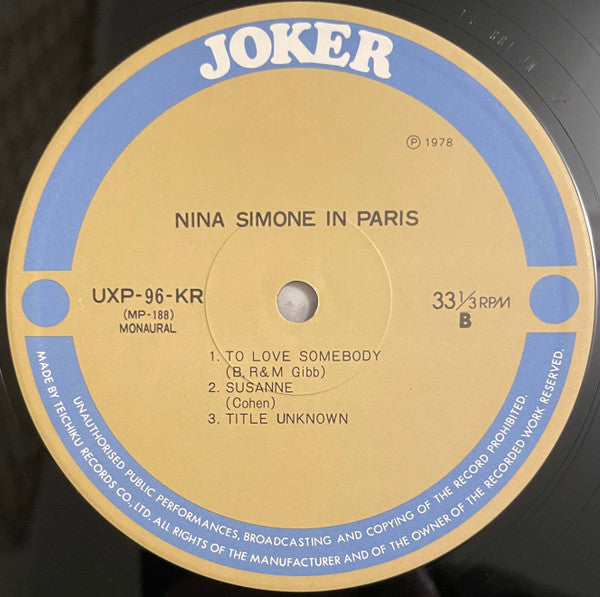 JOKER
Ⓟ 1978
NINA SIMONE IN PARIS
UXP-96-KR
(MP-188)
MONAURAL
33 1/3 RPM
B
1. TO LOVE SOMEBODY
(B, R&M Gibb)
2. SUSANNE
(Cohen)
3. TITLE UNKNOWN
UNAUTHORISED PUBLIC PERFORMANCES, BROADCASTING AND COPYING OF THE RECORD PROHIBITED.
MADE BY TEICHIKU RECORDS CO., LTD. ALL RIGHTS OF THE MANUFACTURER AND OF THE OWNER OF THE RECORDED WORK RESERVED.